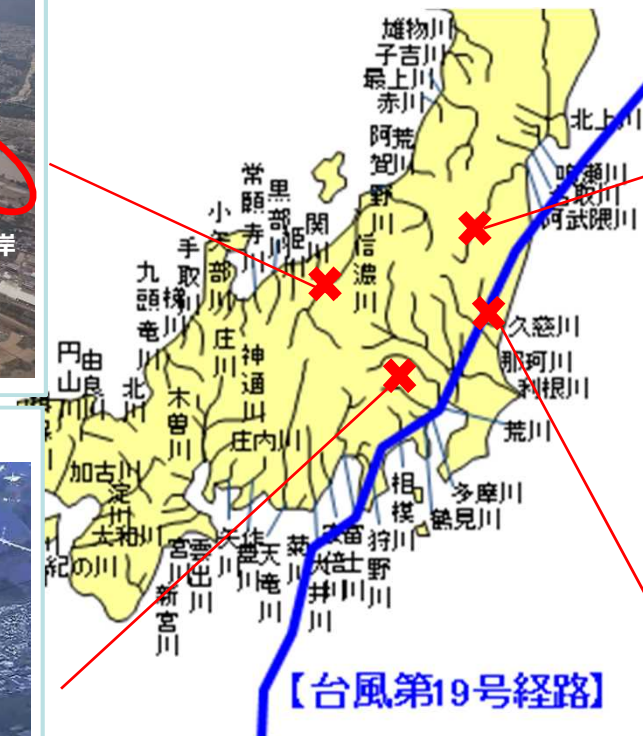 雄物川
子吉川
最上川
赤川
阿賀野川
荒川
北上川
鳴瀬川
名取川
阿武隈川
常願寺川
黒部川
姫川
関川
信濃川
小矢部川
手取川
梯川
九頭竜川
庄川
神通川
岸
久慈川
那珂川
利根川
荒川
円山川
由良川
北川
木曽川
庄内川
加古川
淀川
大和川
紀の川
多摩川
鶴見川
相模川
宮川
雲出川
新宮川
矢作川
豊川
天竜川
菊川
大井川
安倍川
富士川
狩野川
【台風第19号経路】